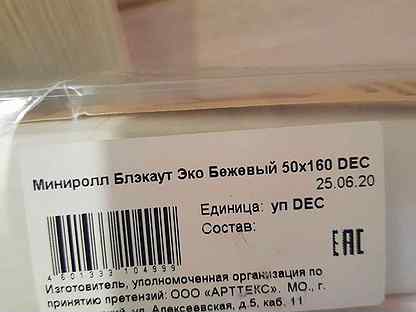 Миниролл Блэкаут Эко Бежевый 50х160 DEC
25.06.20
Единица: уп DEC
Состав:
EAC
Изготовитель, уполномоченная организация по
принятию претензий: ООО «АРТТЕКС». МО., г.
ул. Алексеевская, д.5, каб. 11